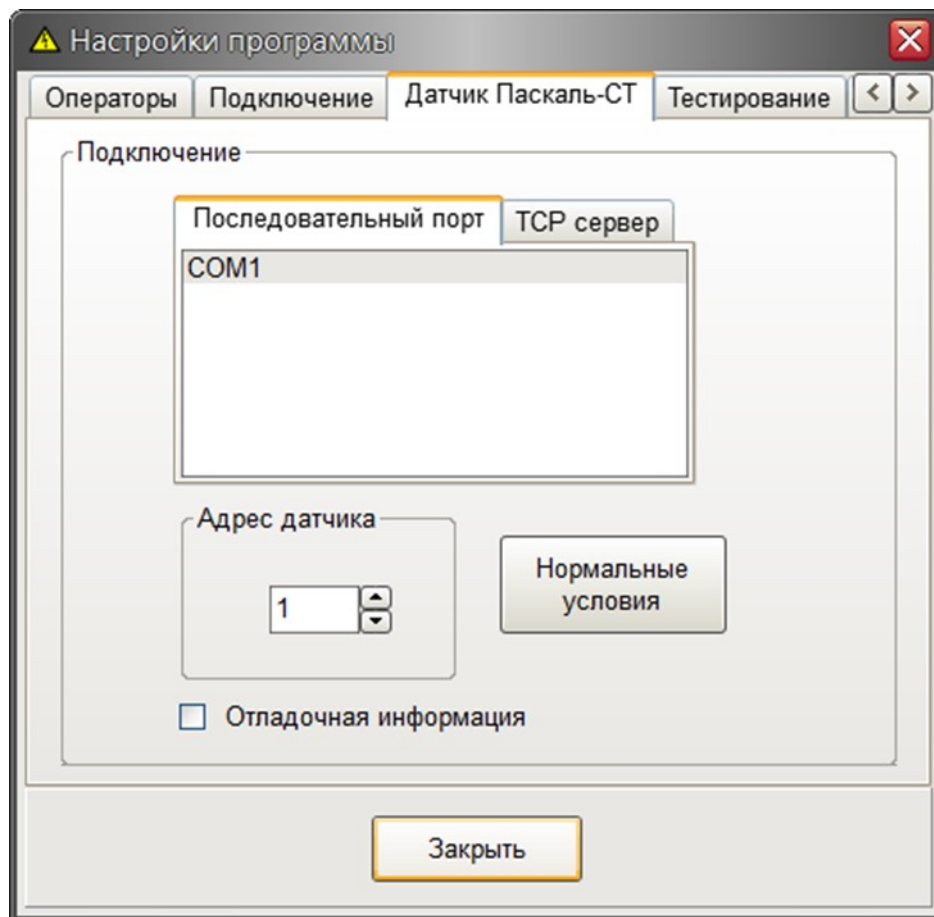 Настройки программы
Операторы Подключение Датчик Паскаль-СТ Тестирование
Подключение
Последовательный порт TCP сервер
COM1
Адрес датчика
1
Нормальные
условия
Отладочная информация
Закрыть